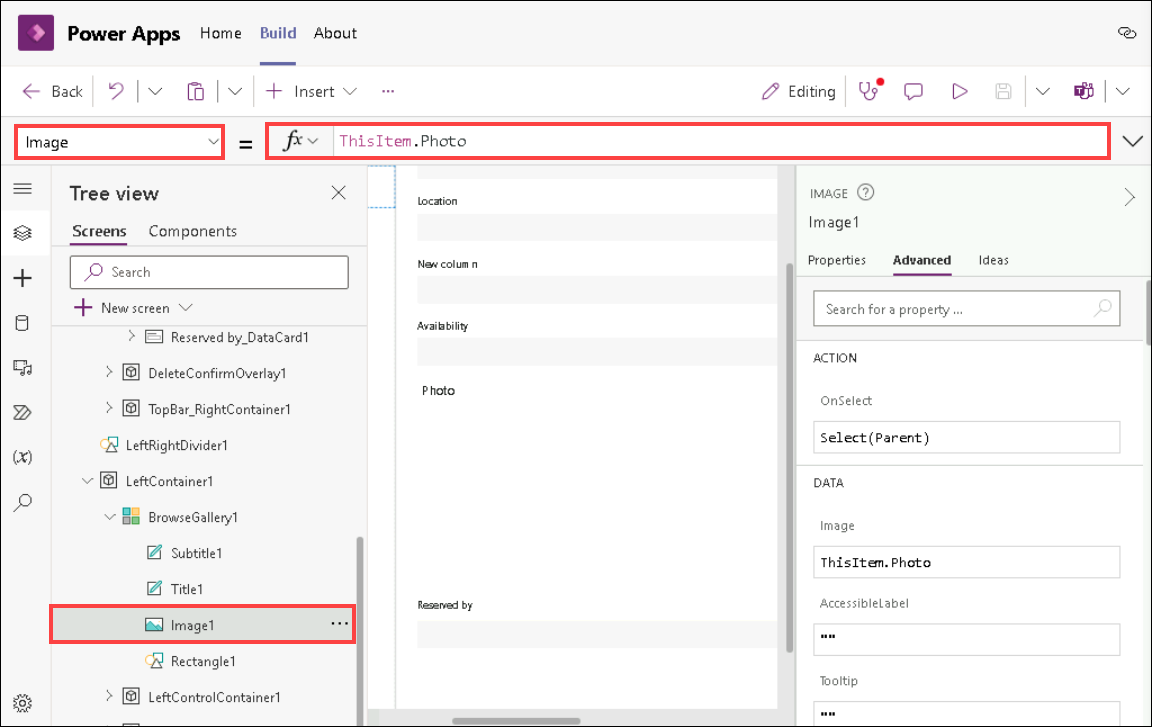 Power Apps Home Build About
Back Insert ... Editing
Image = fx ThisItem.Photo
Tree view
Screens Components
Search
New screen
Reserved by_DataCard1
DeleteConfirmOverlay1
TopBar_RightContainer1
LeftRightDivider1
LeftContainer1
BrowseGallery1
Subtitle1
Title1
Image1 ...
Rectangle1
LeftControlContainer1
(x)
Location
New column
Availability
Photo
Reserved by
IMAGE ?
Image1
Properties Advanced Ideas
Search for a property ...
ACTION
OnSelect
Select(Parent)
DATA
Image
ThisItem.Photo
AccessibleLabel
""
Tooltip
""